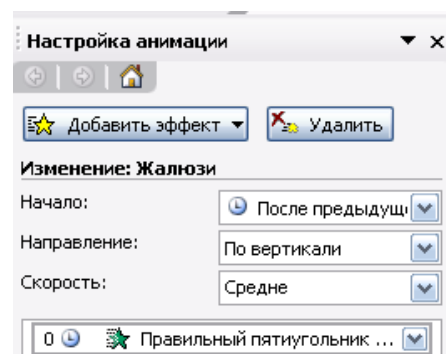 Настройка анимации
Добавить эффект Удалить
Изменение: Жалюзи
Начало: После предыдущ
Направление: По вертикали
Скорость: Средне
0 Правильный пятиугольник ...